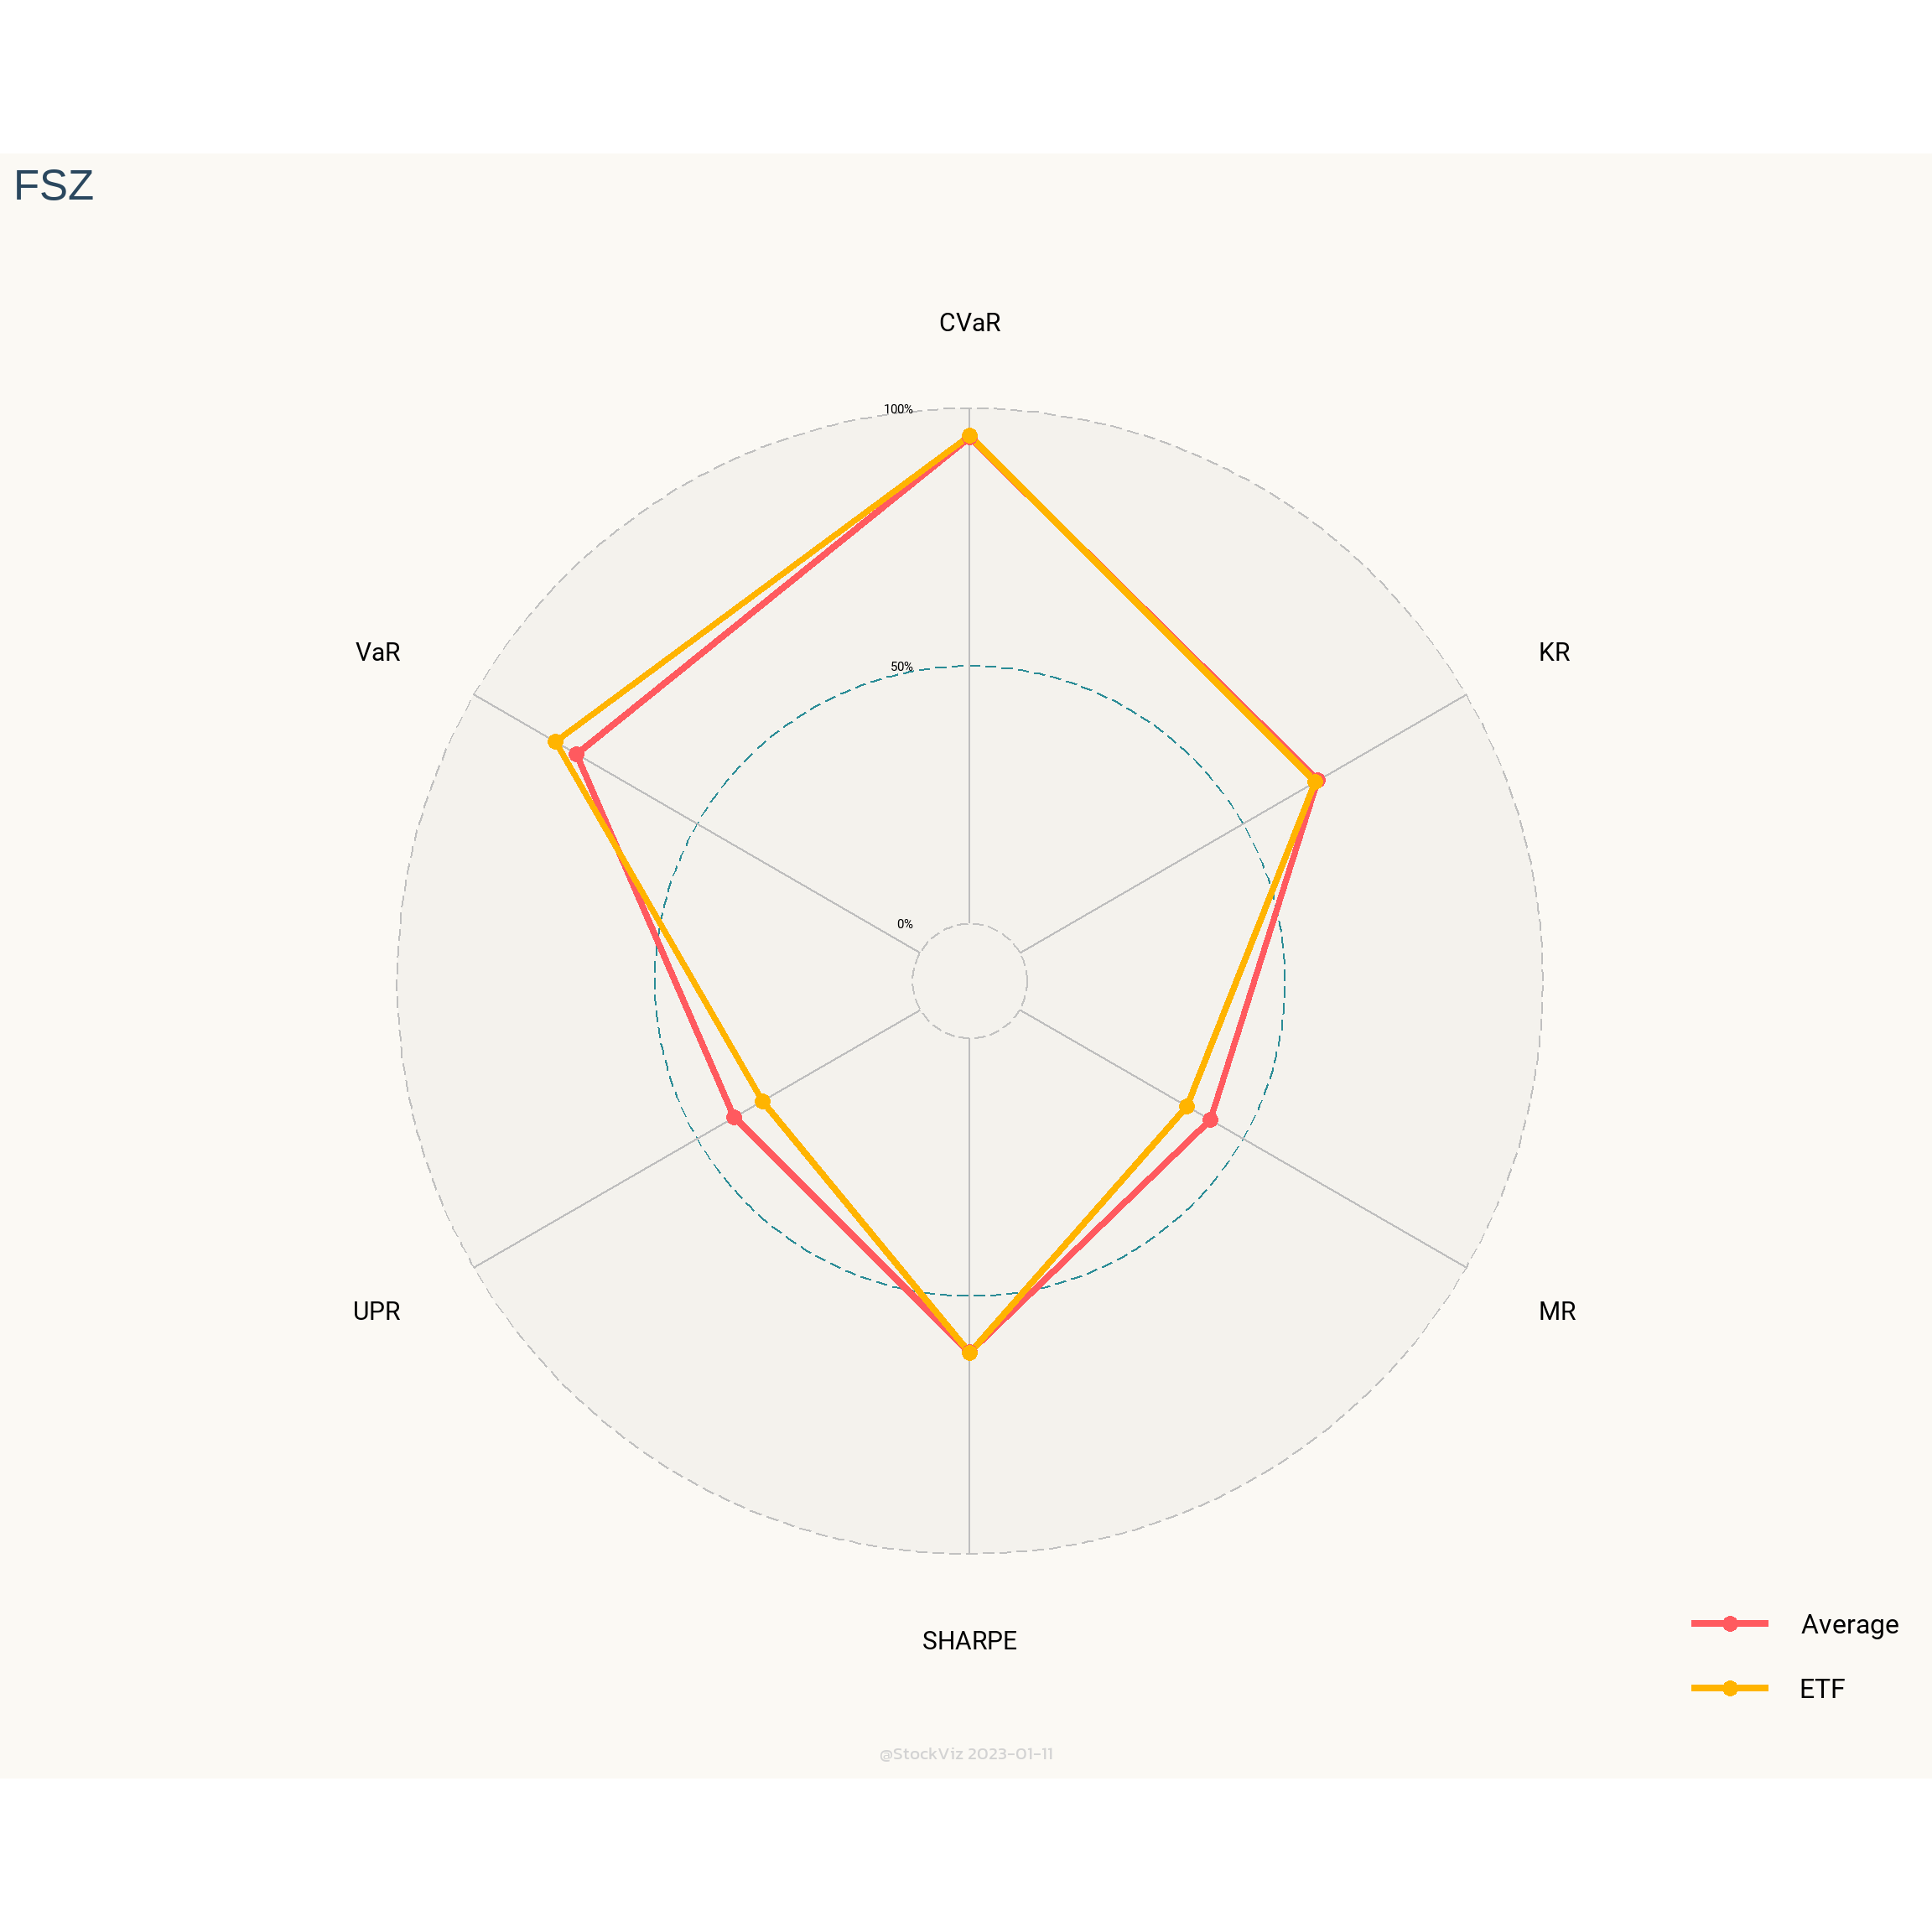 FSZ
CVaR
100%
VaR
KR
50%
0%
UPR
MR
SHARPE
Average
ETF
@StockViz 2023-01-11